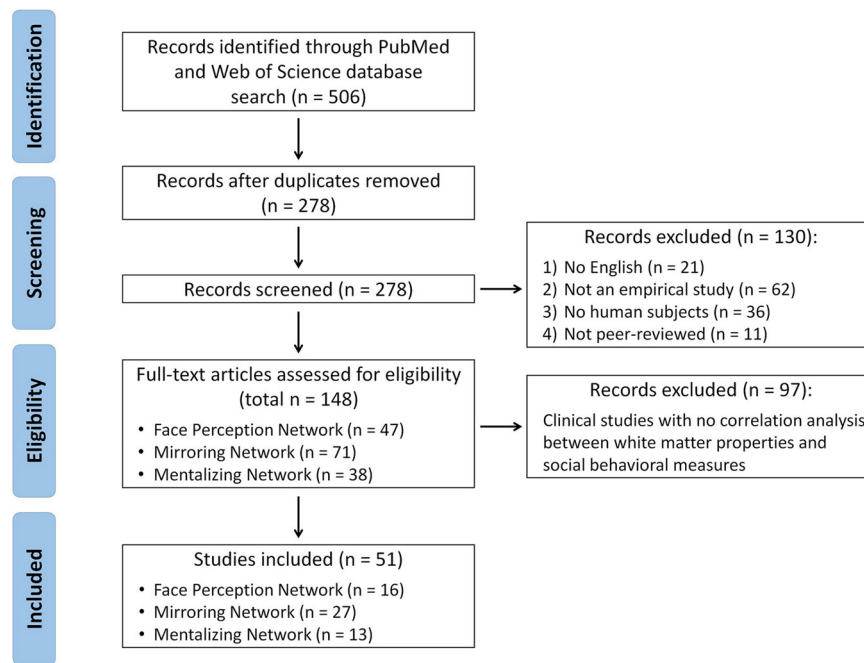 Identification
Records identified through PubMed
and Web of Science database
search (n = 506)
Screening
Records after duplicates removed
(n = 278)
Records screened (n = 278)
Records excluded (n = 130):
1) No English (n = 21)
2) Not an empirical study (n = 62)
3) No human subjects (n = 36)
4) Not peer-reviewed (n = 11)
Eligibility
Full-text articles assessed for eligibility
(total n = 148)
• Face Perception Network (n = 47)
• Mirroring Network (n = 71)
• Mentalizing Network (n = 38)
Records excluded (n = 97):
Clinical studies with no correlation analysis
between white matter properties and
social behavioral measures
Included
Studies included (n = 51)
• Face Perception Network (n = 16)
• Mirroring Network (n = 27)
• Mentalizing Network (n = 13)